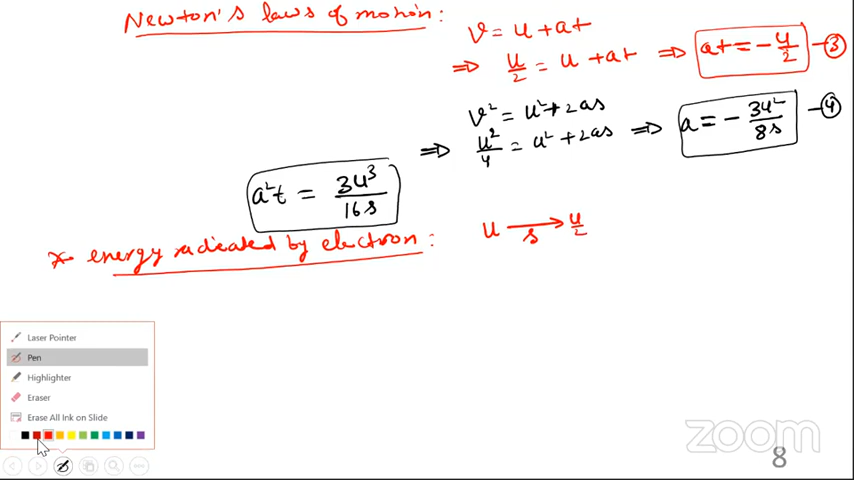 Newton's laws of motion:
v = u + at
⇒ u/2 = u + at ⇒ at = -u/2 -③
v² = u² + 2as
⇒ u²/4 = u² + 2as ⇒ a = - 3u²/8s -④
a²t = 3u³/16s
* energy radiated by electron: u →s u/2
Laser Pointer
Pen
Highlighter
Eraser
Erase All Ink on Slide
zoom
8